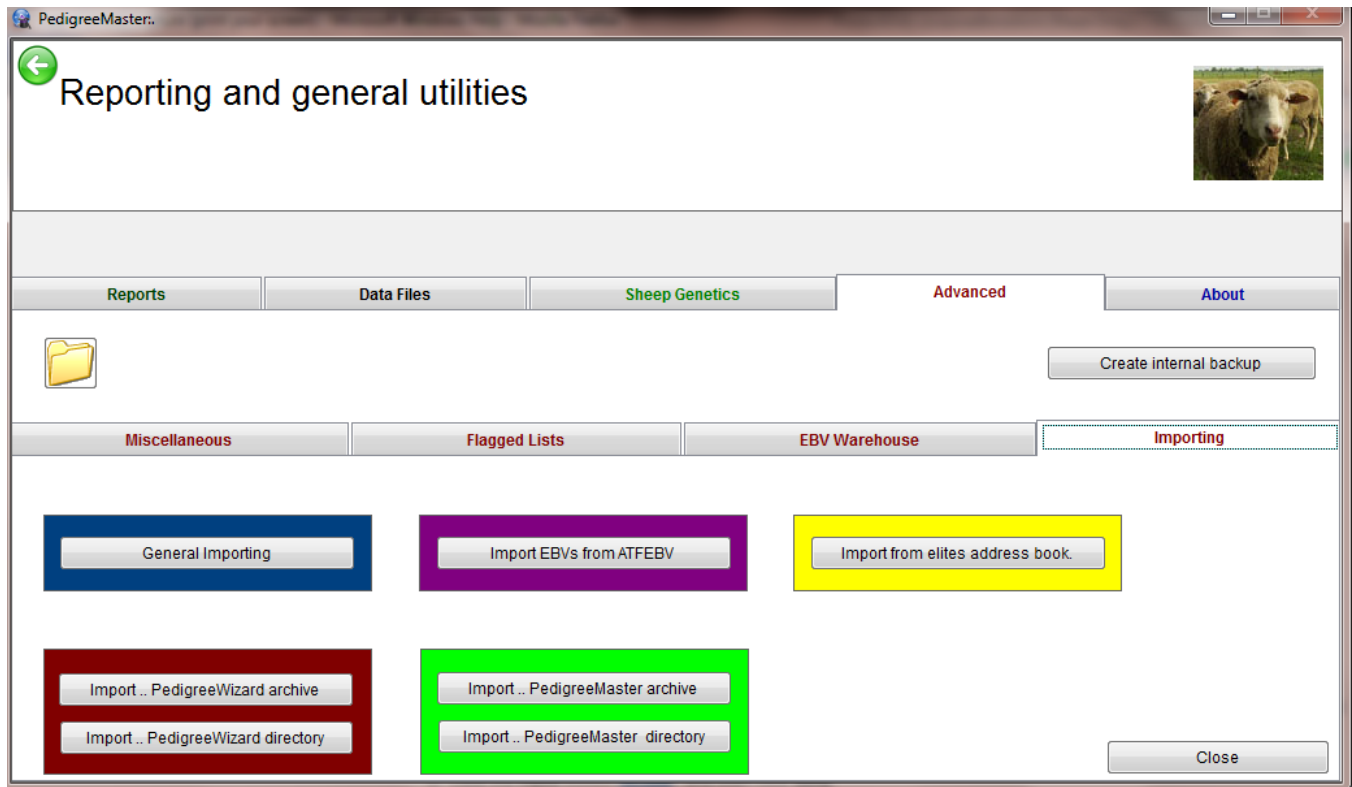 PedigreeMaster:.
Reporting and general utilities
Reports
Data Files
Sheep Genetics
Advanced
About
Create internal backup
Miscellaneous
Flagged Lists
EBV Warehouse
Importing
General Importing
Import EBVs from ATFEBV
Import from elites address book.
Import .. PedigreeWizard archive
Import .. PedigreeMaster archive
Import .. PedigreeWizard directory
Import .. PedigreeMaster directory
Close